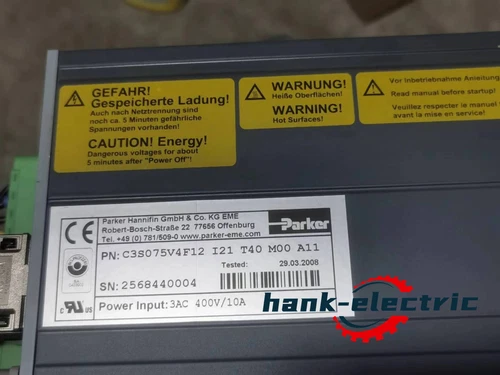 GEFAHR!
Gespeicherte Ladung!
Auch nach Netztrennung sind
noch ca. 5 Minuten gefährliche
Spannungen vorhanden!
CAUTION! Energy!
Dangerous voltages for about
5 minutes after "Power Off"!
WARNUNG!
Heiße Oberflächen!
WARNING!
Hot Surfaces!
Vor Inbetriebnahme Anleitung
Read manual before starting!
Veuillez respecter le manuel
avant la mise en service!
Parker Hannifin GmbH & Co. KG EME
Robert-Bosch-Straße 22 77656 Offenburg
Tel. +49 (0) 781/509-0 www.parker-eme.com
Parker
PN: C3S075V4F12 I21 T40 M00 A11
Tested: 29.03.2008
SN: 2568440004
Power Input: 3AC 400V/10A
CE
c UL us
hank-electric